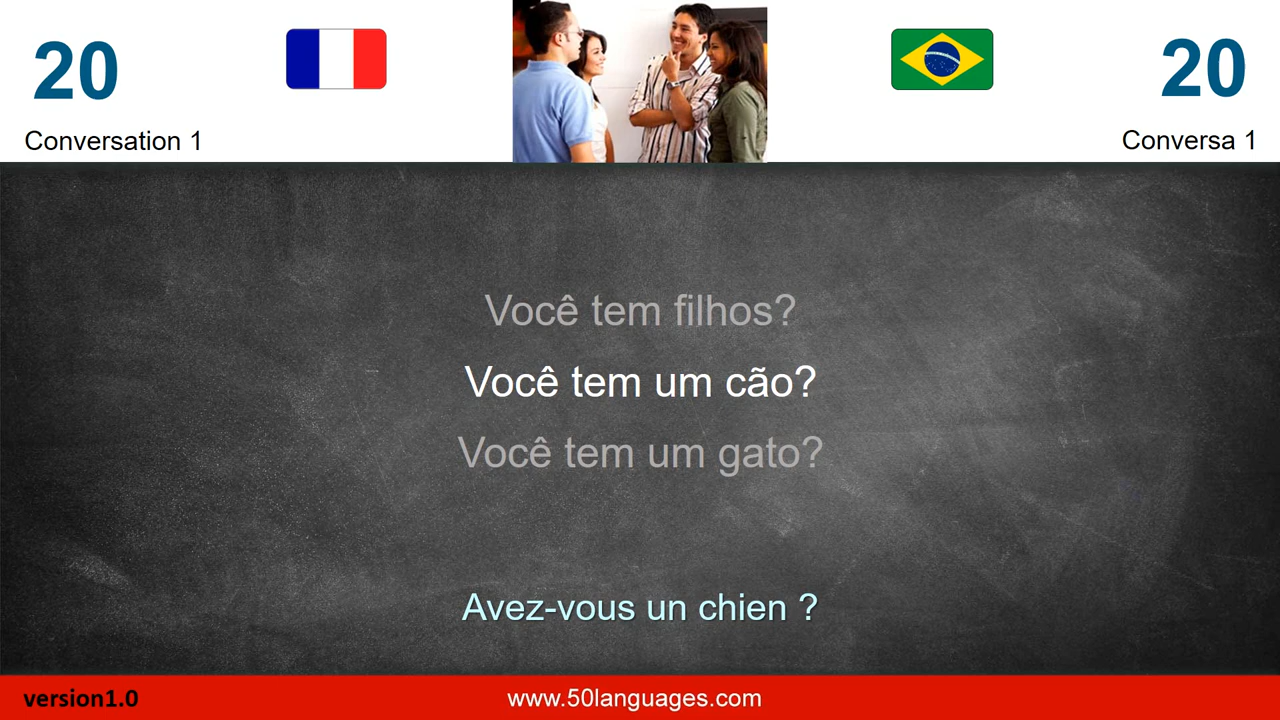 20
20
Conversation 1
Conversa 1
Você tem filhos?
Você tem um cão?
Você tem um gato?
Avez-vous un chien ?
version1.0
www.50languages.com